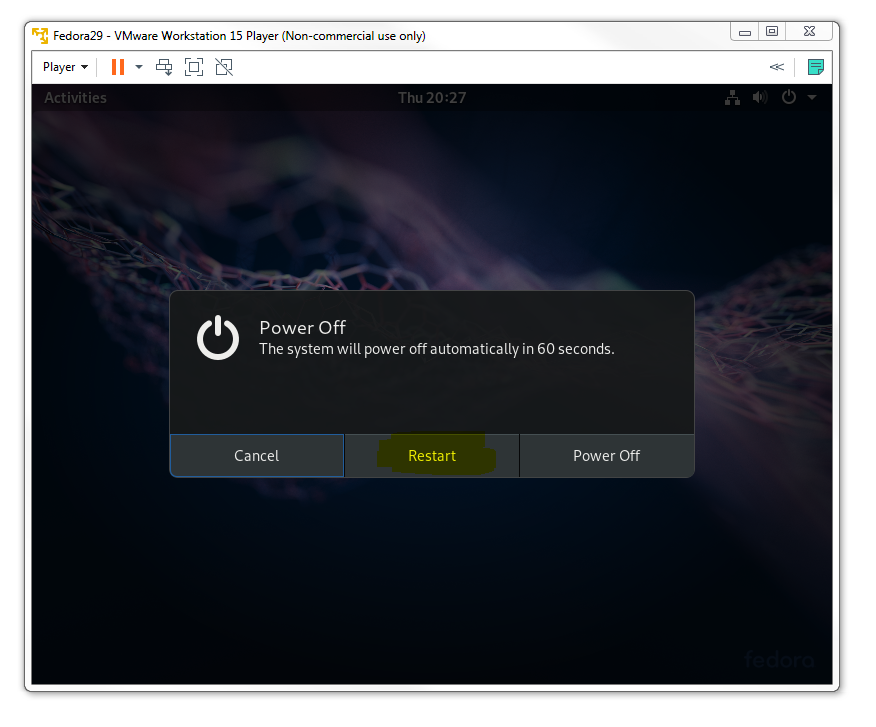 Fedora29 - VMware Workstation 15 Player (Non-commercial use only)
Player
Activities
Thu 20:27
Power Off
The system will power off automatically in 60 seconds.
Cancel
Restart
Power Off
fedora